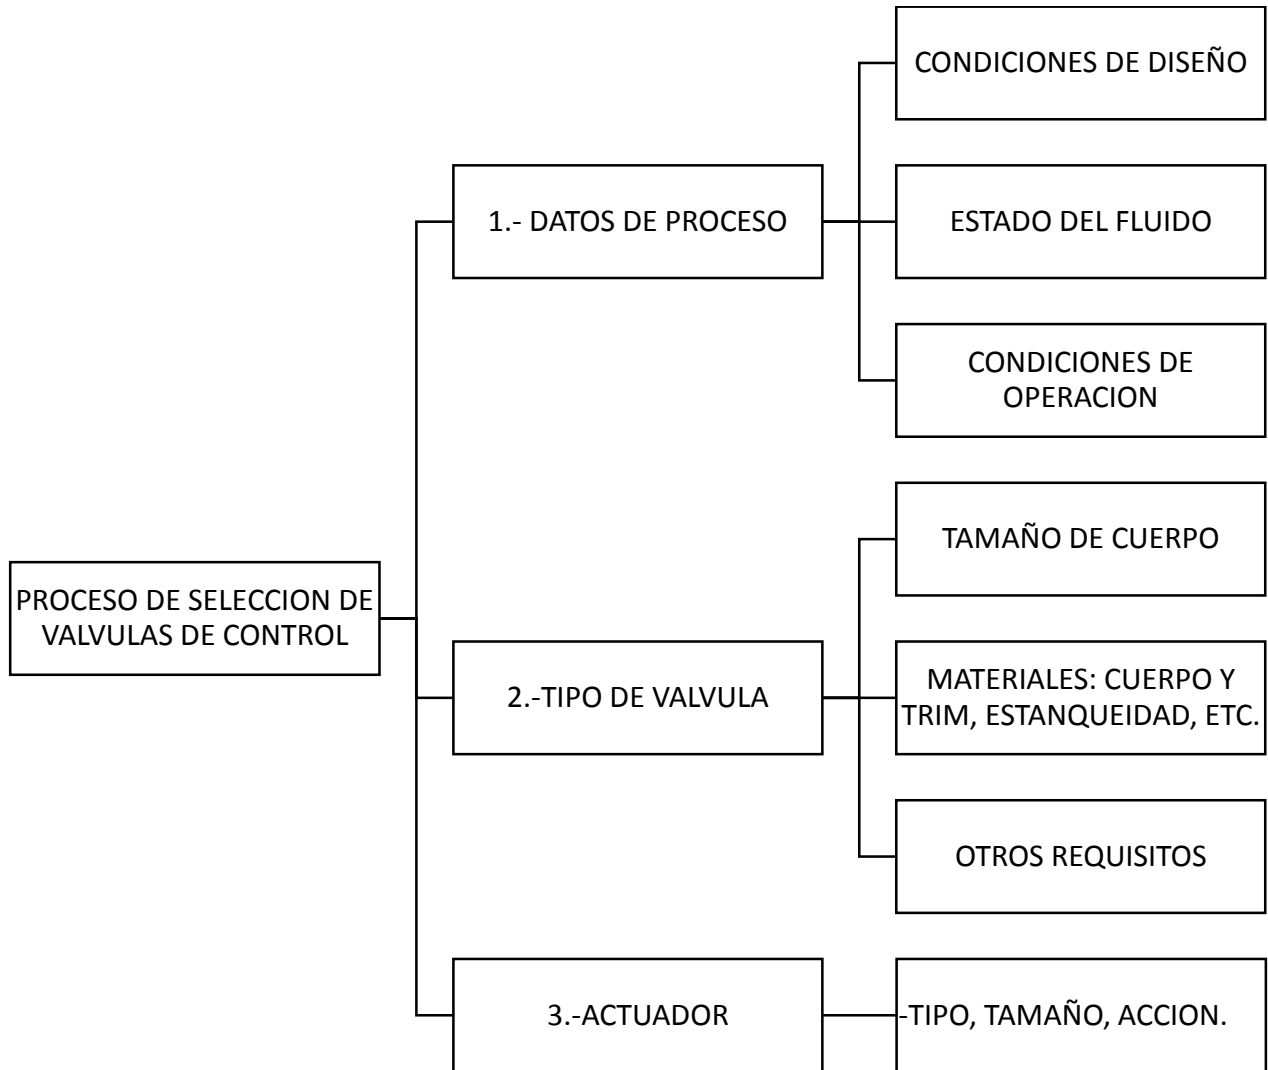 PROCESO DE SELECCION DE
VALVULAS DE CONTROL
1.- DATOS DE PROCESO
CONDICIONES DE DISEÑO
ESTADO DEL FLUIDO
CONDICIONES DE
OPERACION
2.-TIPO DE VALVULA
TAMAÑO DE CUERPO
MATERIALES: CUERPO Y
TRIM, ESTANQUEIDAD, ETC.
OTROS REQUISITOS
3.-ACTUADOR
-TIPO, TAMAÑO, ACCION.